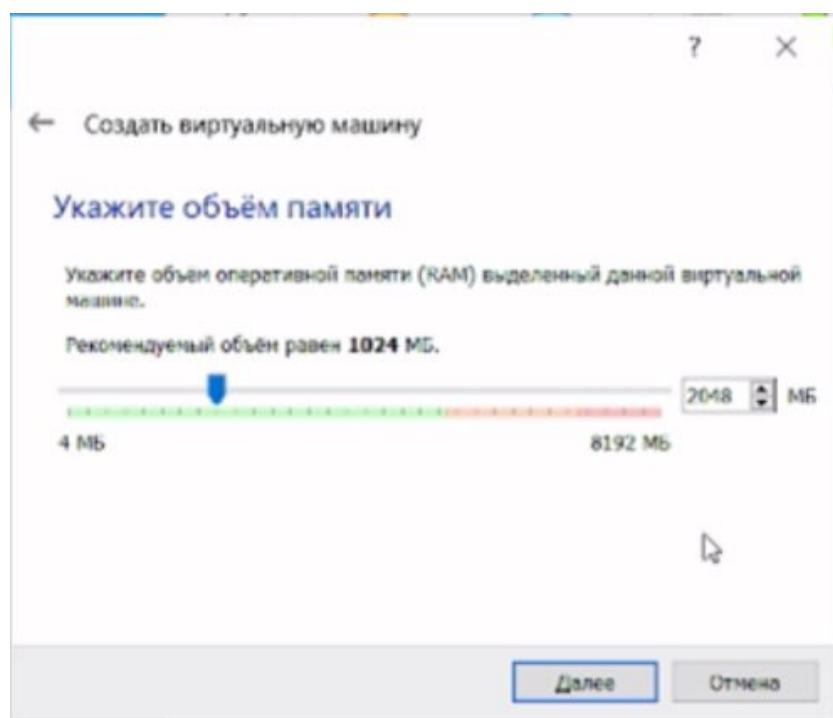 ?
Создать виртуальную машину
Укажите объём памяти
Укажите объём оперативной памяти (RAM) выделенный данной виртуальной
машине.
Рекомендуемый объём равен 1024 МБ.
2048 МБ
4 МБ 8192 МБ
Далее Отмена